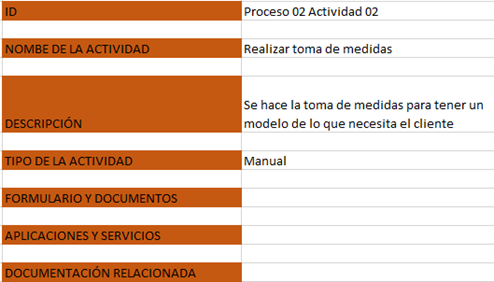 ID Proceso 02 Actividad 02
NOMBE DE LA ACTIVIDAD Realizar toma de medidas
Se hace la toma de medidas para tener un
DESCRIPCIÓN modelo de lo que necesita el cliente
TIPO DE LA ACTIVIDAD Manual
FORMULARIO Y DOCUMENTOS
APLICACIONES Y SERVICIOS
DOCUMENTACIÓN RELACIONADA